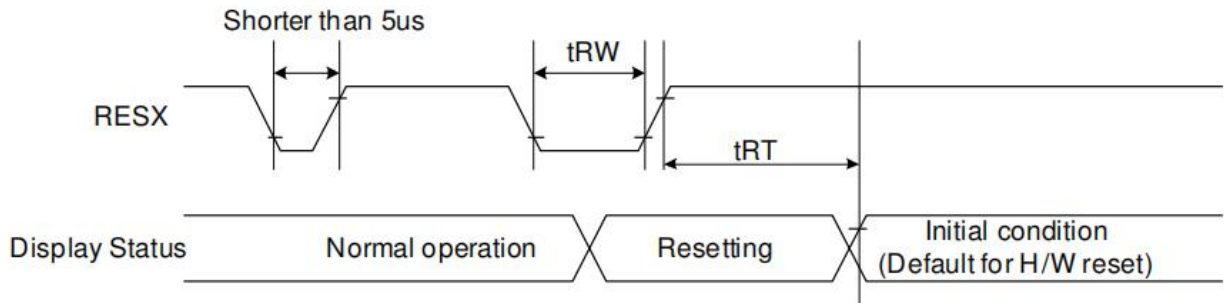 Shorter than 5us
tRW
RESX
tRT
Display Status
Normal operation
Resetting
Initial condition
(Default for H/W reset)